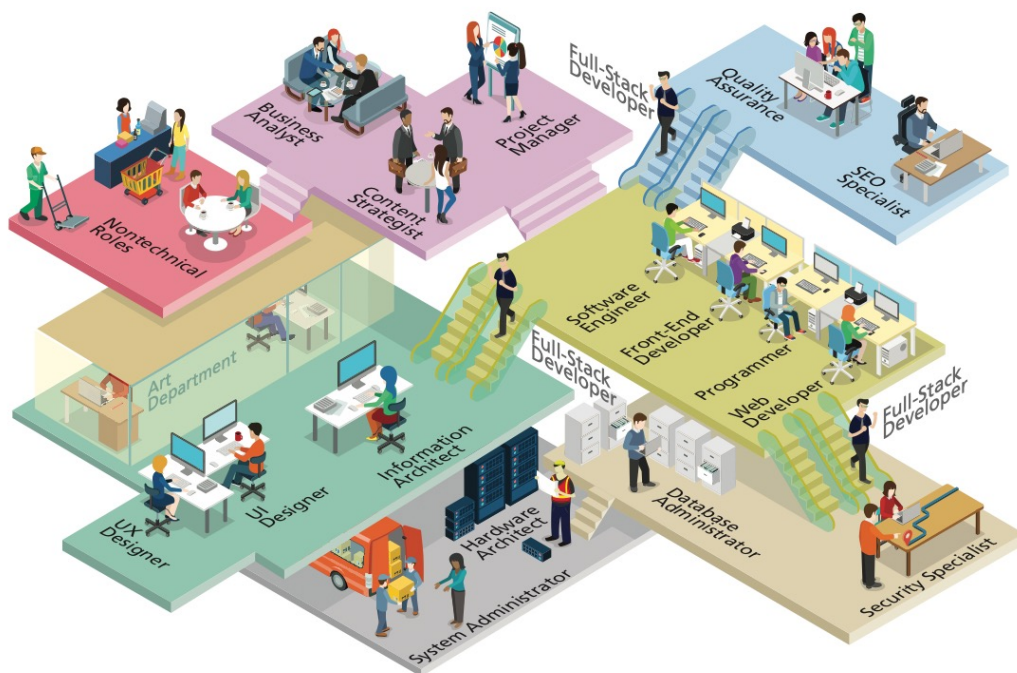 Full-Stack
Developer
Quality
Assurance
SEO
Specialist
Business
Analyst
Project
Manager
Content
Strategist
Nontechnical
Roles
Software
Engineer
Front-End
Developer
Programmer
Web
Developer
Full-Stack
Developer
Full-Stack
Developer
Art
Department
Information
Architect
UI
Designer
UX
Designer
Hardware
Architect
System Administrator
Database
Administrator
Security Specialist